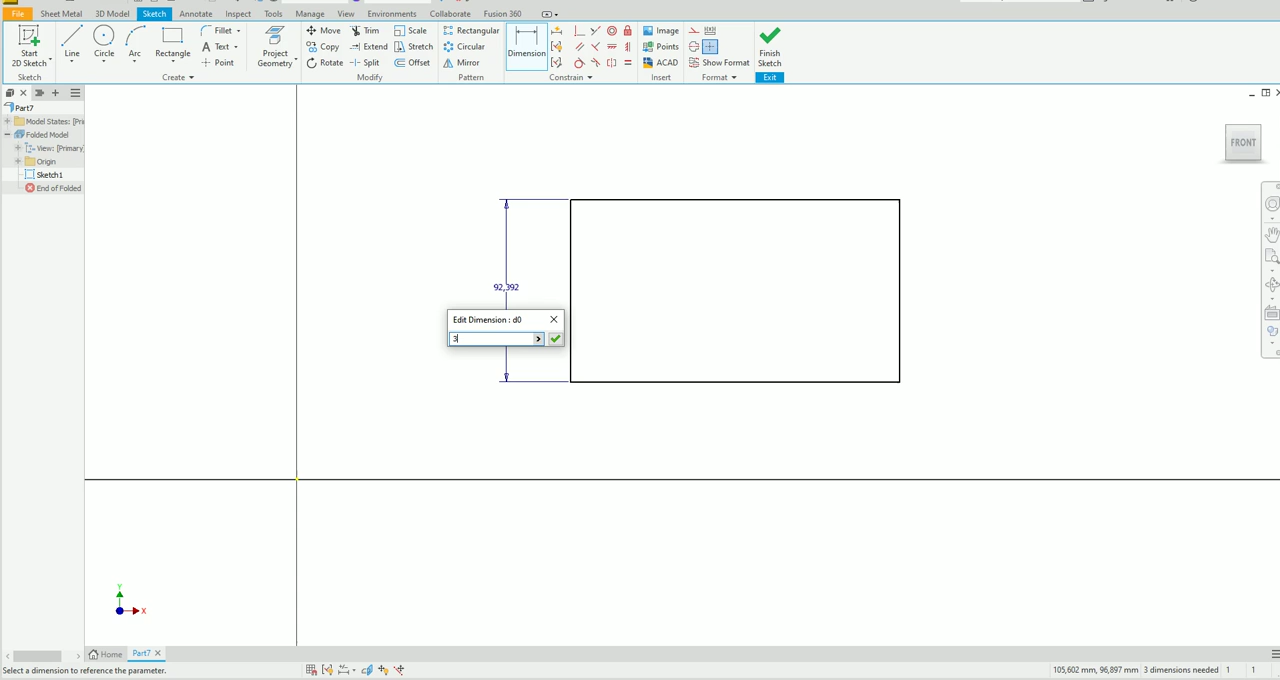 File Sheet Metal 3D Model Sketch Annotate Inspect Tools Manage View Environments Collaborate Fusion 360
Start 2D Sketch
Line
Circle
Arc
Rectangle
Fillet
Text
Point
Project Geometry
Move
Copy
Rotate
Trim
Extend
Split
Scale
Stretch
Offset
Rectangular
Circular
Mirror
Dimension
Image
Points
ACAD
Show Format
Finish Sketch
Sketch Create Modify Pattern Constrain Insert Format Exit
Part7
Model States: [Pri
Folded Model
View: [Primary
Origin
Sketch1
End of Folded
FRONT
92,392
Edit Dimension : d0
3
Y
X
Home Part7
Select a dimension to reference the parameter.
105,602 mm, 96,897 mm 3 dimensions needed 1 1